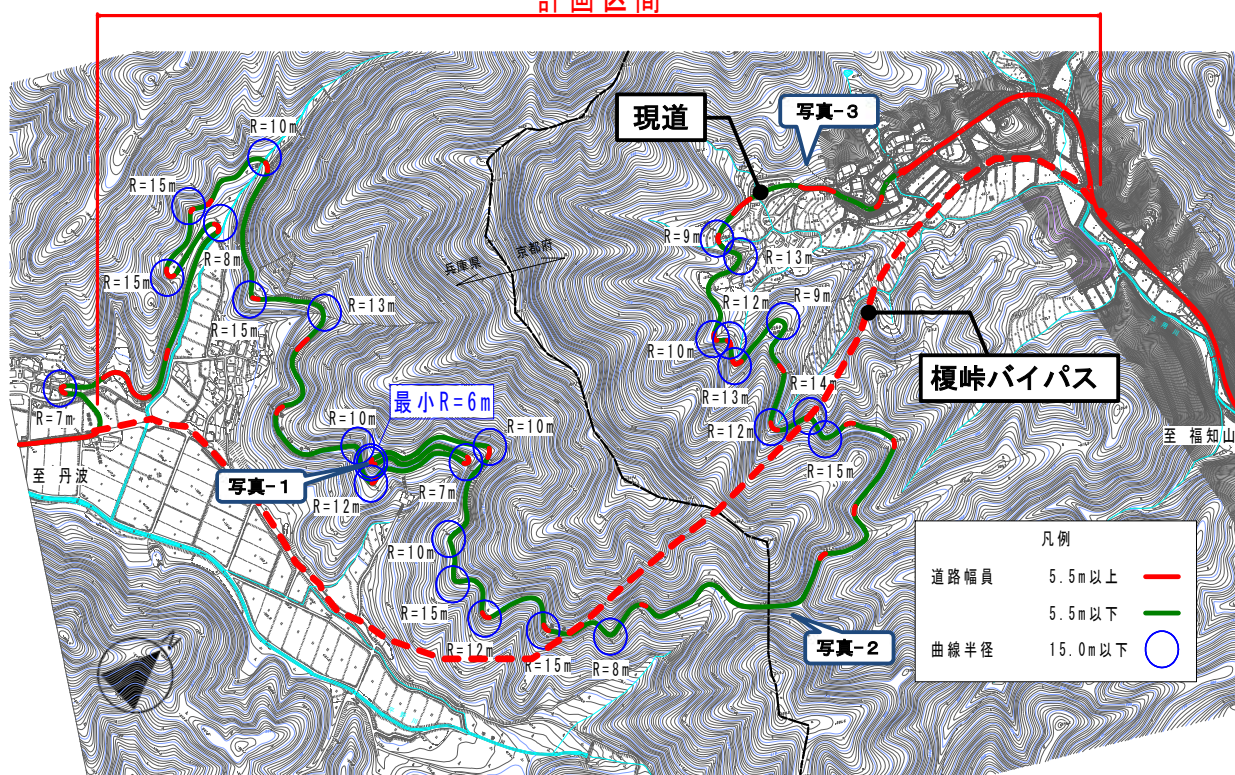 計画区間
R=10m
現道
写真-3
R=15m
R=8m
R=15m
R=15m
R=13m
兵庫県
京都府
R=9m
R=13m
R=12m
R=9m
R=10m
R=13m
R=14m
R=12m
R=15m
榎峠バイパス
R=7m
最小R=6m
R=10m
R=10m
至 丹波
写真-1
R=12m
R=7m
至 福知山
R=10m
R=15m
R=12m
R=15m
R=8m
写真-2
N
凡例
道路幅員 5.5m以上
5.5m以下
曲線半径 15.0m以下